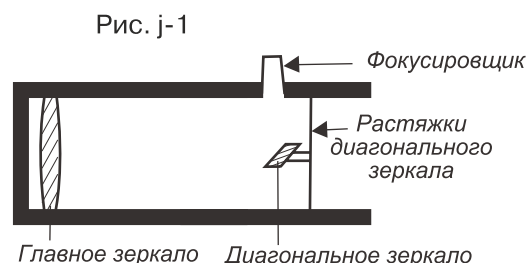 Рис. j-1
Фокусировщик
Растяжки
диагонального
зеркала
Главное зеркало
Диагональное зеркало